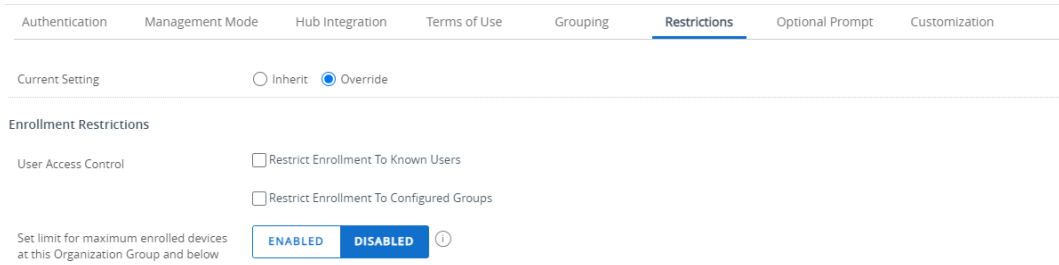 Authentication Management Mode Hub Integration Terms of Use Grouping Restrictions Optional Prompt Customization
Current Setting Inherit Override
Enrollment Restrictions
User Access Control Restrict Enrollment To Known Users
Restrict Enrollment To Configured Groups
Set limit for maximum enrolled devices ENABLED DISABLED
at this Organization Group and below